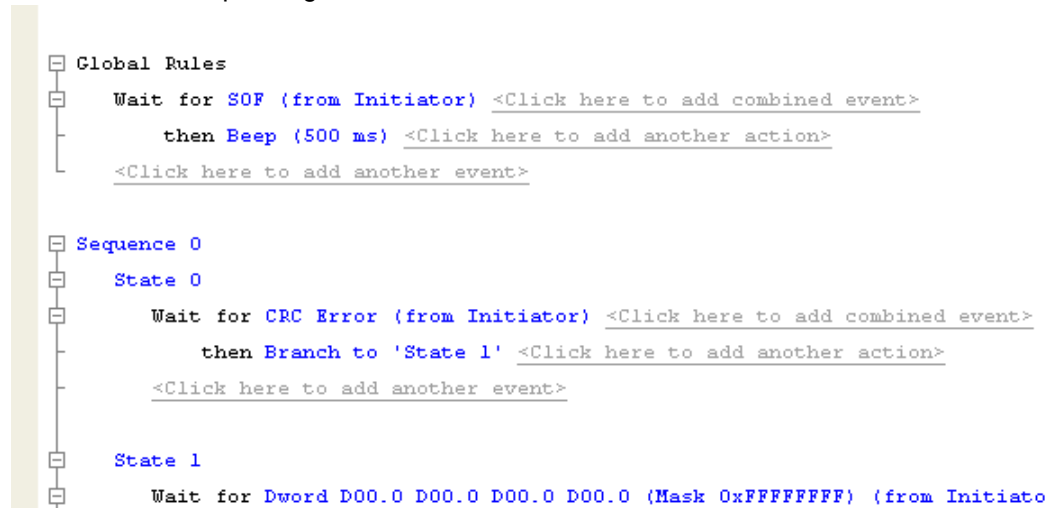 Global Rules
Wait for SOF (from Initiator) <Click here to add combined event>
then Beep (500 ms) <Click here to add another action>
<Click here to add another event>
Sequence 0
State 0
Wait for CRC Error (from Initiator) <Click here to add combined event>
then Branch to 'State 1' <Click here to add another action>
<Click here to add another event>
State 1
Wait for Dword D00.0 D00.0 D00.0 D00.0 (Mask 0xFFFFFFFF) (from Initiato